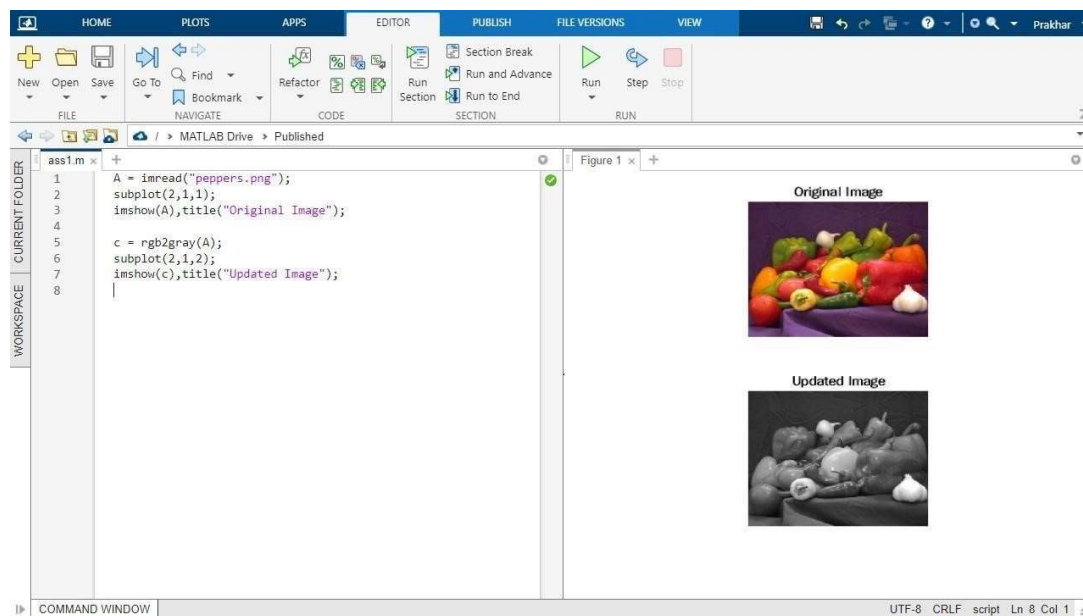 HOME PLOTS APPS EDITOR PUBLISH FILE VERSIONS VIEW Prakhar
New Open Save
FILE
Go To Find Bookmark
NAVIGATE
Refactor
CODE
Run Section
Section Break
Run and Advance
Run to End
SECTION
Run Step Stop
RUN
/ > MATLAB Drive > Published
CURRENT FOLDER
WORKSPACE
ass1.m × +
1 A = imread("peppers.png");
2 subplot(2,1,1);
3 imshow(A),title("Original Image");
4
5 c = rgb2gray(A);
6 subplot(2,1,2);
7 imshow(c),title("Updated Image");
8
Figure 1 × +
Original Image
Updated Image
COMMAND WINDOW
UTF-8 CRLF script Ln 8 Col 1